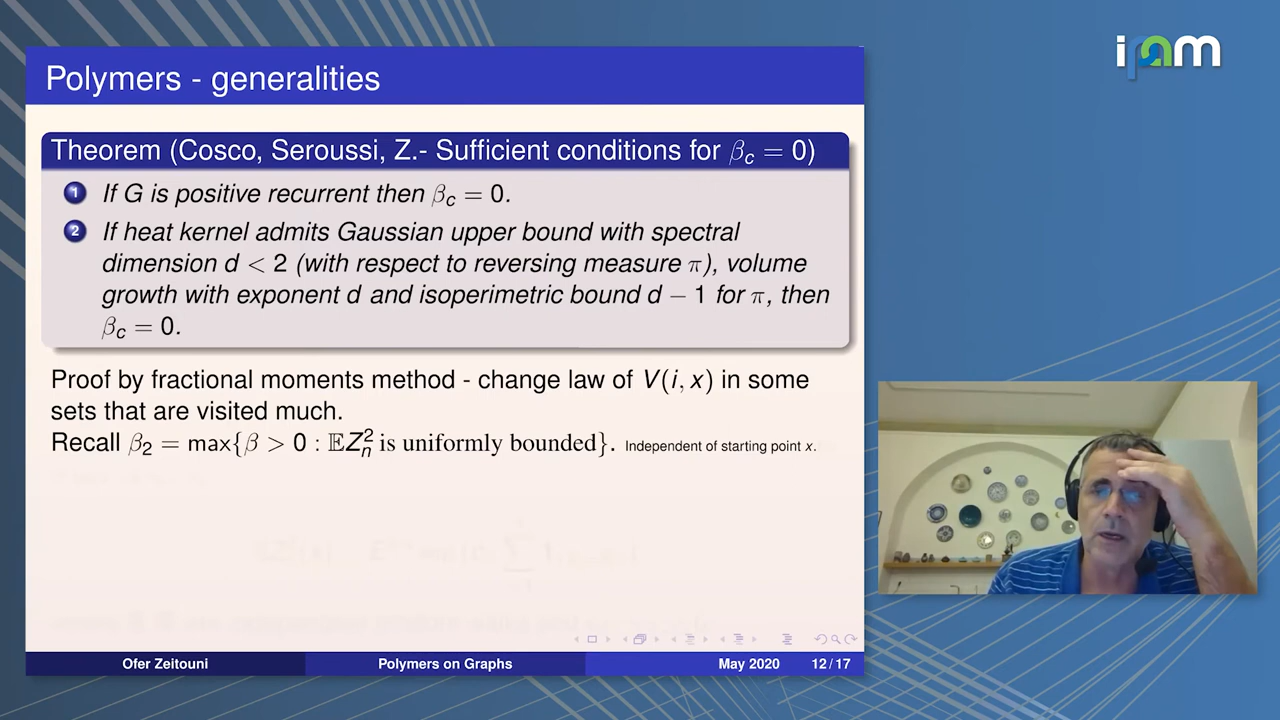 ipam
Polymers - generalities
Theorem (Cosco, Seroussi, Z.- Sufficient conditions for β_c = 0)
1 If G is positive recurrent then β_c = 0.
2 If heat kernel admits Gaussian upper bound with spectral
dimension d < 2 (with respect to reversing measure π), volume
growth with exponent d and isoperimetric bound d − 1 for π, then
β_c = 0.
Proof by fractional moments method - change law of V(i, x) in some
sets that are visited much.
Recall β_2 = max{β > 0 : 𝔼Z_n^2 is uniformly bounded}. Independent of starting point x.
Ofer Zeitouni Polymers on Graphs May 2020 12/17